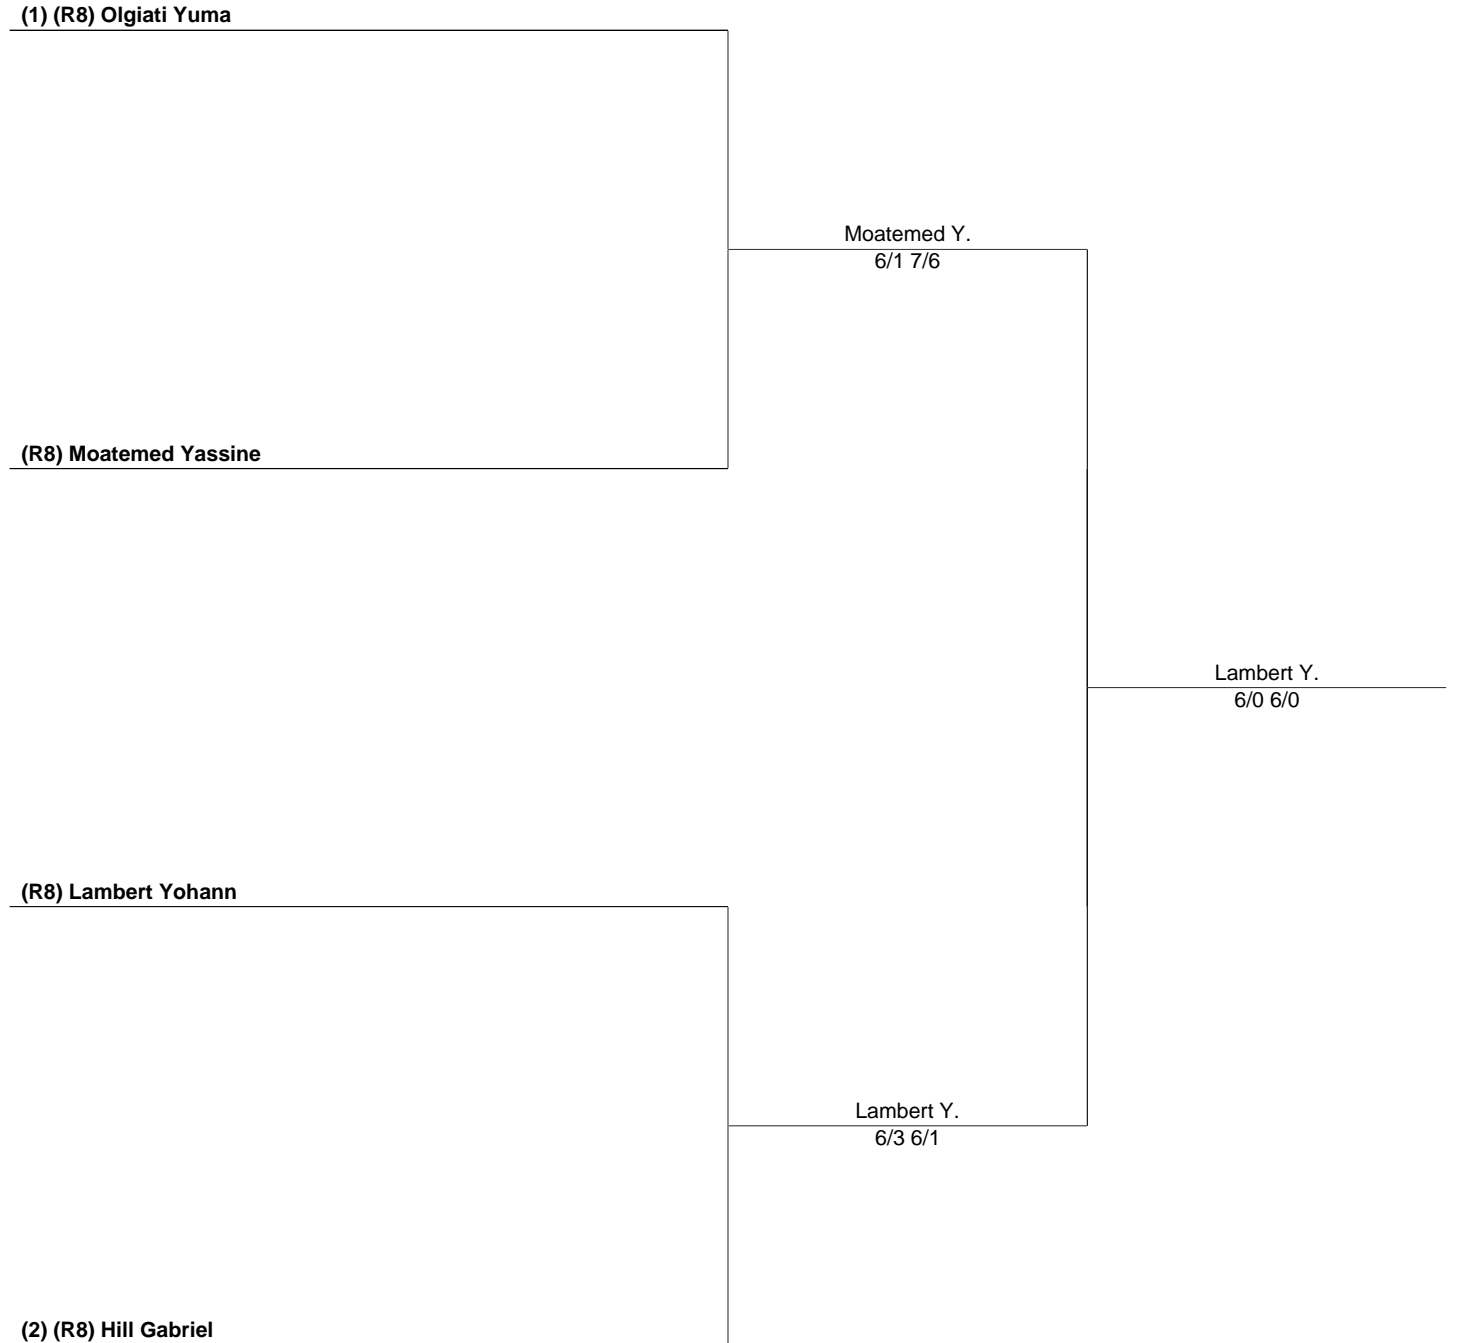 (1) (R8) Olgiati Yuma
Moatemed Y.
6/1 7/6
(R8) Moatemed Yassine
Lambert Y.
6/0 6/0
(R8) Lambert Yohann
Lambert Y.
6/3 6/1
(2) (R8) Hill Gabriel